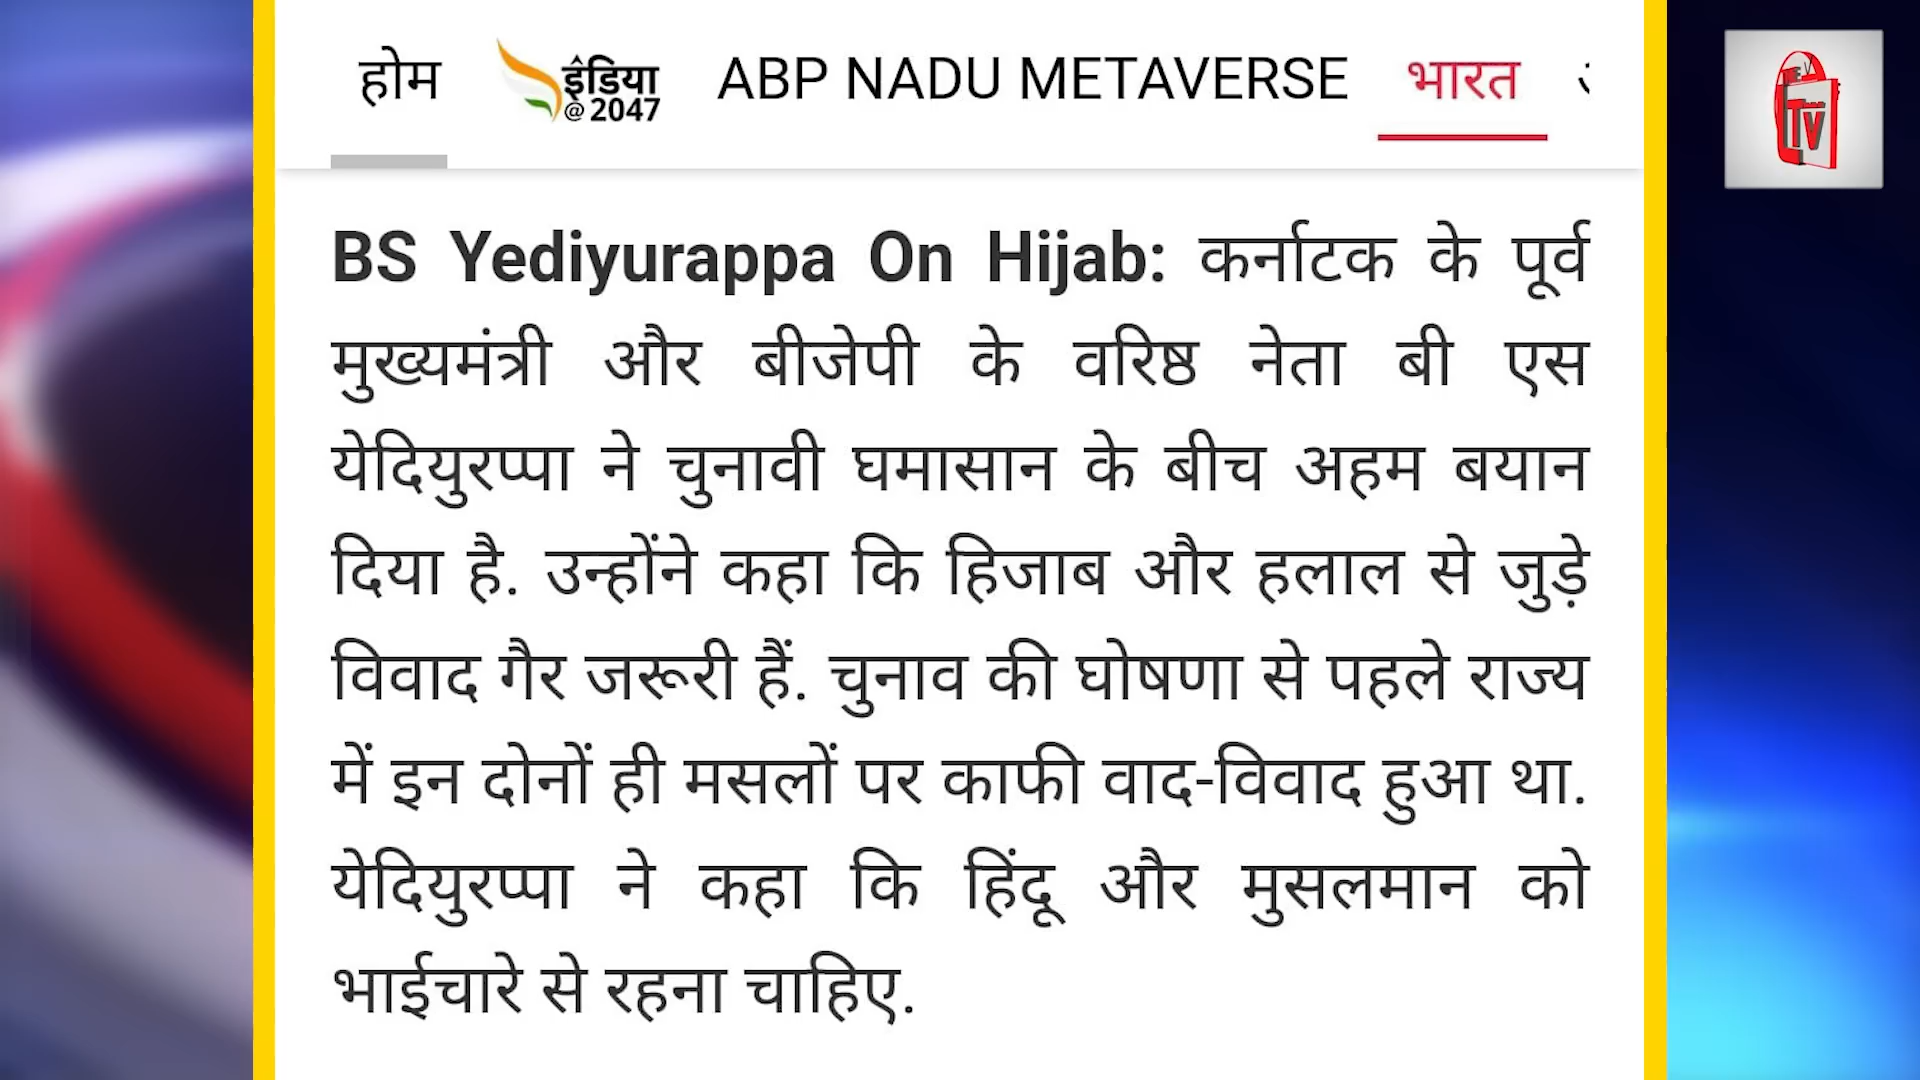 होम इंडिया @ 2047 ABP NADU METAVERSE भारत
TV
BS Yediyurappa On Hijab: कर्नाटक के पूर्व
मुख्यमंत्री और बीजेपी के वरिष्ठ नेता बी एस
येदियुरप्पा ने चुनावी घमासान के बीच अहम बयान
दिया है. उन्होंने कहा कि हिजाब और हलाल से जुड़े
विवाद गैर जरूरी हैं. चुनाव की घोषणा से पहले राज्य
में इन दोनों ही मसलों पर काफी वाद-विवाद हुआ था.
येदियुरप्पा ने कहा कि हिंदू और मुसलमान को
भाईचारे से रहना चाहिए.